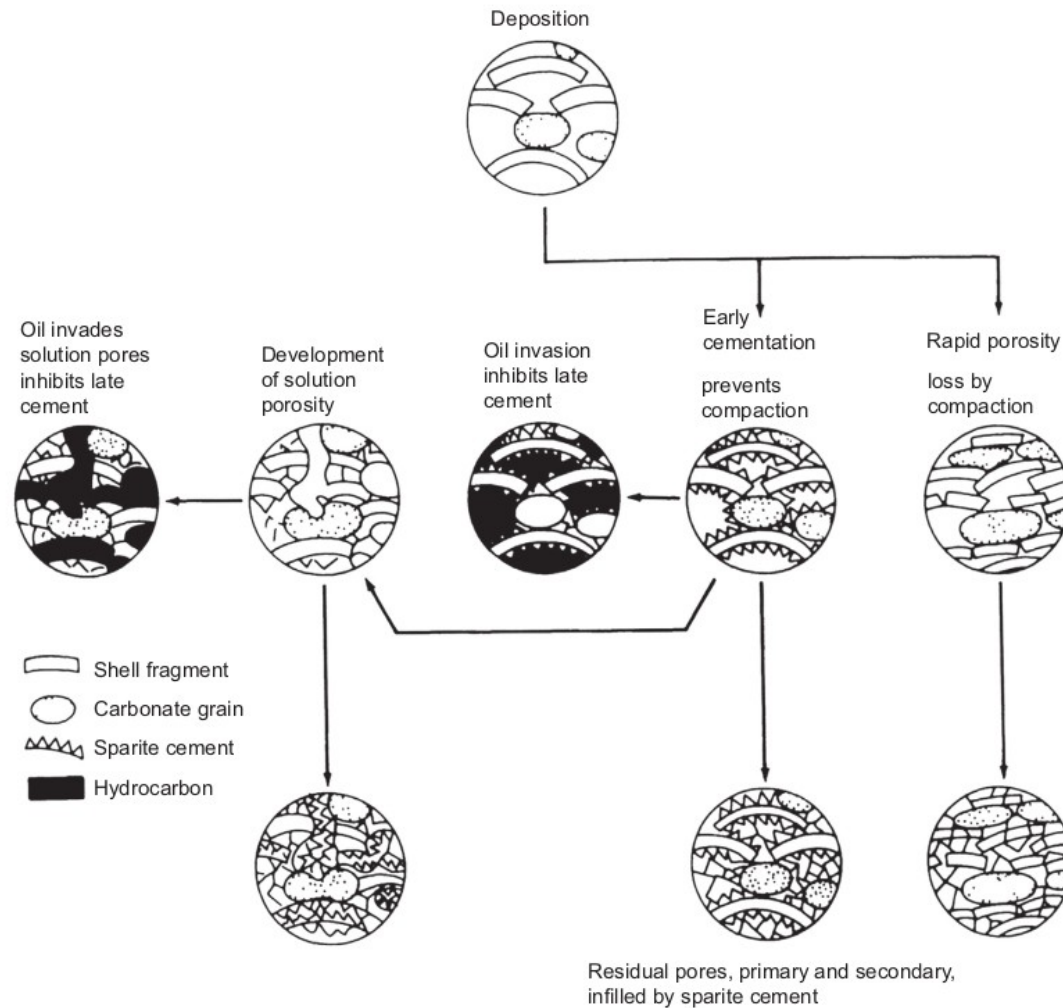 Deposition
Oil invades
solution pores
inhibits late
cement
Development
of solution
porosity
Oil invasion
inhibits late
cement
Early
cementation
prevents
compaction
Rapid porosity
loss by
compaction
Shell fragment
Carbonate grain
Sparite cement
Hydrocarbon
Residual pores, primary and secondary,
infilled by sparite cement